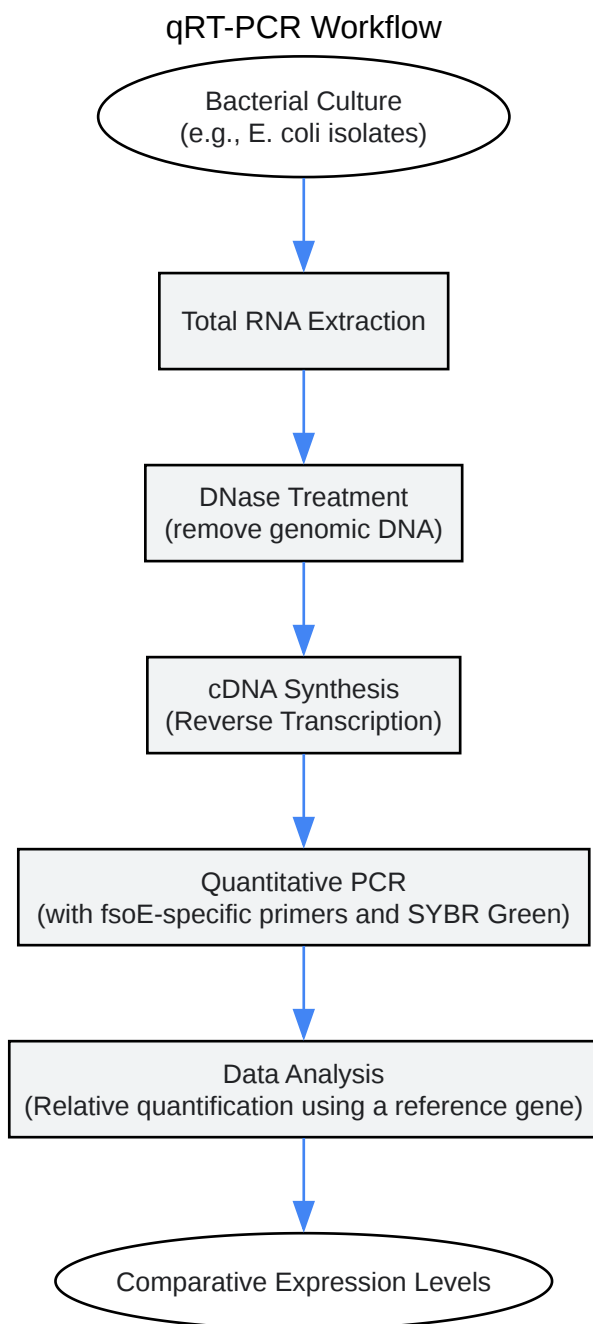 qRT-PCR Workflow
Bacterial Culture
(e.g., E. coli isolates)
Total RNA Extraction
DNase Treatment
(remove genomic DNA)
cDNA Synthesis
(Reverse Transcription)
Quantitative PCR
(with fsoE-specific primers and SYBR Green)
Data Analysis
(Relative quantification using a reference gene)
Comparative Expression Levels